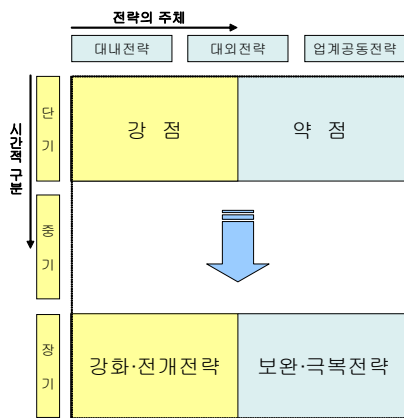 전략의 주체
대내전략 대외전략 업계공동전략
시간적 구분
단기
강 점 약 점
중기
장기
강화·전개전략 보완·극복전략